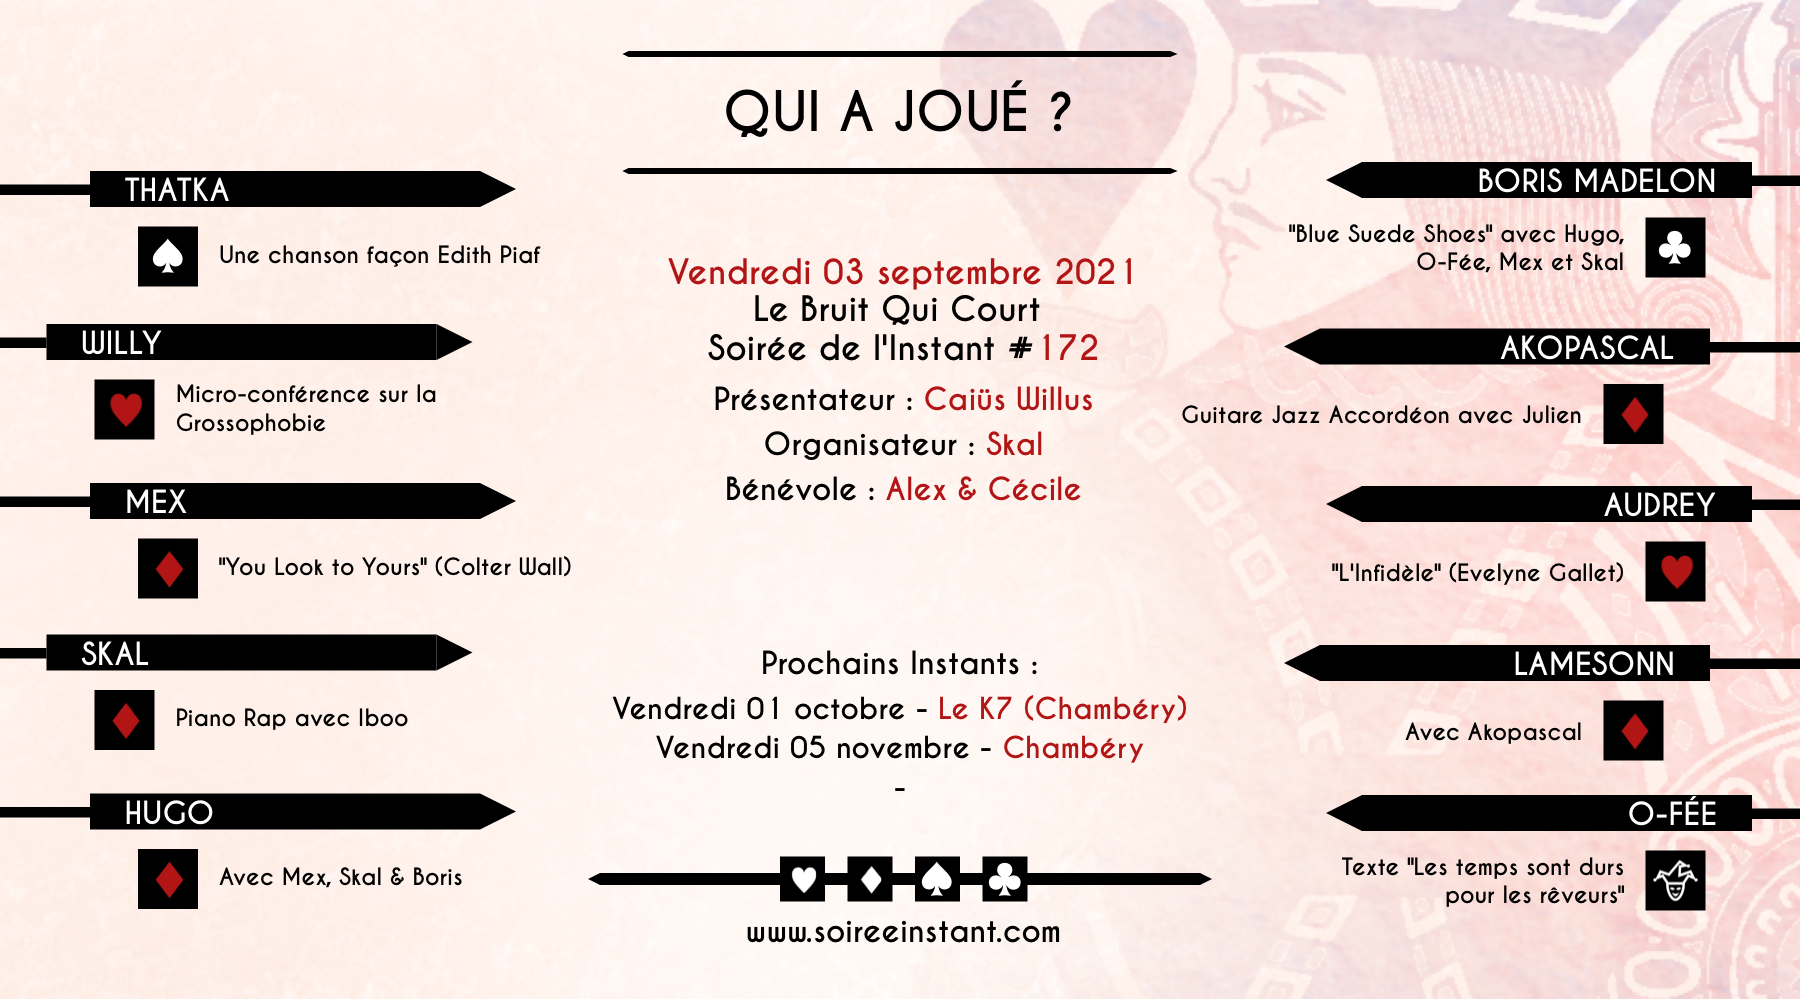 QUI A JOUÉ ?
THATKA
Une chanson façon Edith Piaf
WILLY
Micro-conférence sur la
Grossophobie
MEX
"You Look to Yours" (Colter Wall)
SKAL
Piano Rap avec Iboo
HUGO
Avec Mex, Skal & Boris
Vendredi 03 septembre 2021
Le Bruit Qui Court
Soirée de l'Instant #172
Présentateur : Caiüs Willus
Organisateur : Skal
Bénévole : Alex & Cécile
Prochains Instants :
Vendredi 01 octobre - Le K7 (Chambéry)
Vendredi 05 novembre - Chambéry
-
www.soireeinstant.com
BORIS MADELON
"Blue Suede Shoes" avec Hugo,
O-Fée, Mex et Skal
AKOPASCAL
Guitare Jazz Accordéon avec Julien
AUDREY
"L'Infidèle" (Evelyne Gallet)
LAMESONN
Avec Akopascal
O-FÉE
Texte "Les temps sont durs
pour les rêveurs"